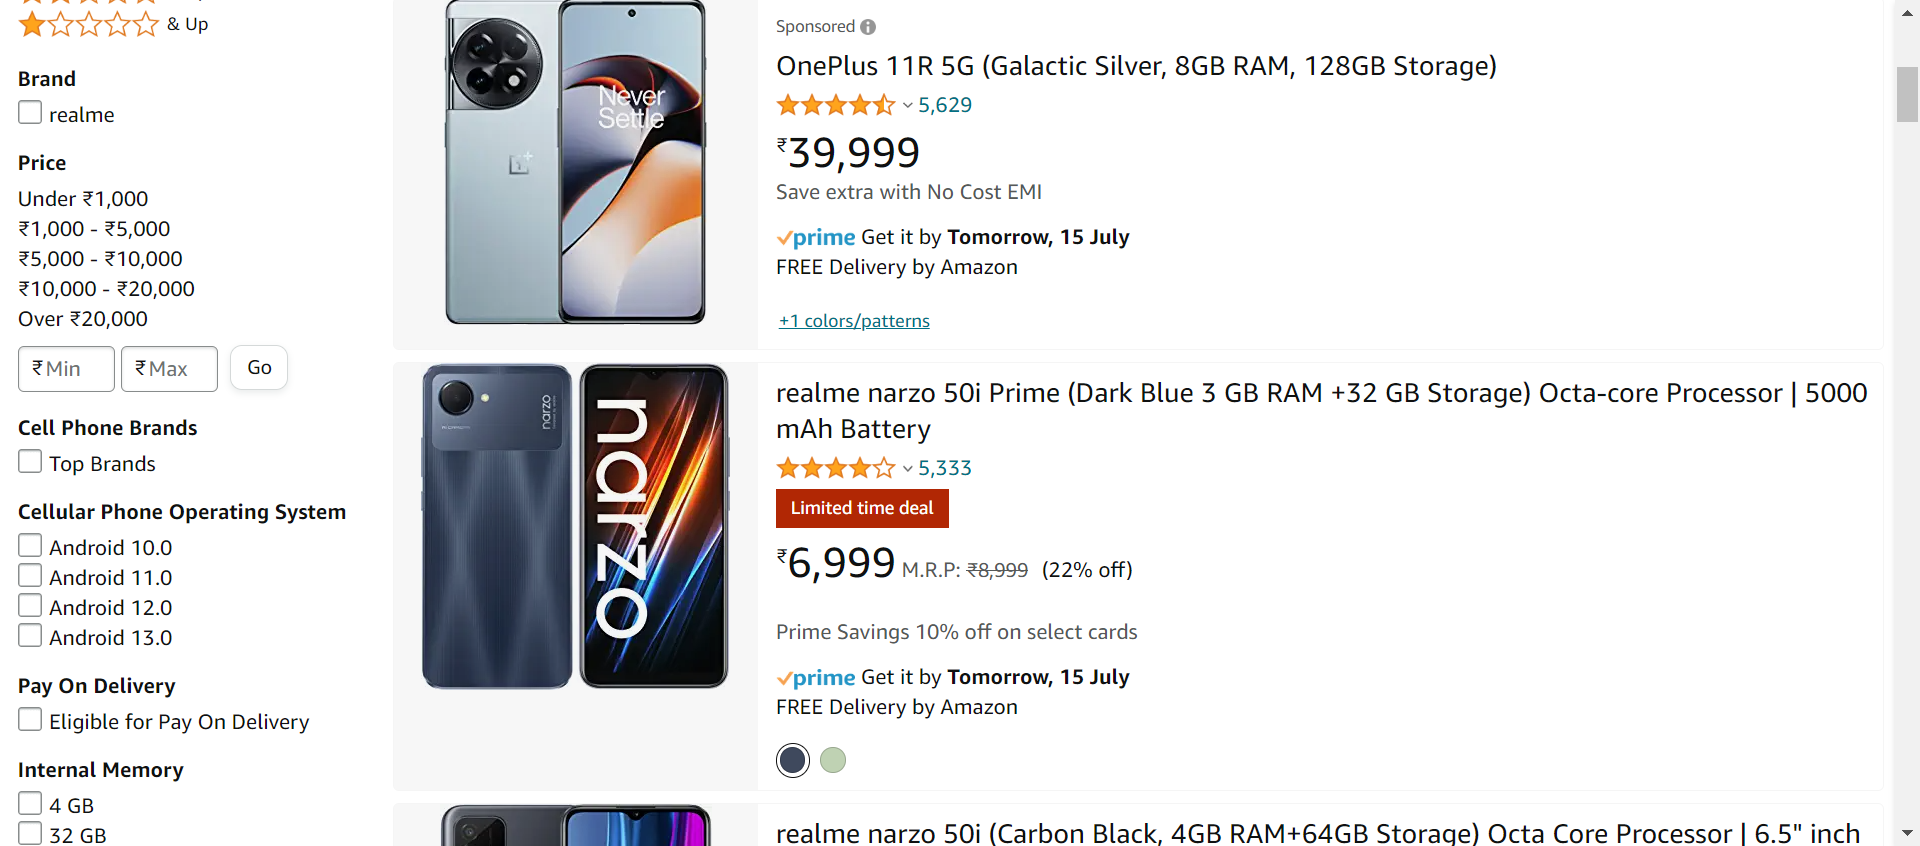 & Up
Brand
realme
Price
Under ₹1,000
₹1,000 - ₹5,000
₹5,000 - ₹10,000
₹10,000 - ₹20,000
Over ₹20,000
₹ Min
₹ Max
Go
Cell Phone Brands
Top Brands
Cellular Phone Operating System
Android 10.0
Android 11.0
Android 12.0
Android 13.0
Pay On Delivery
Eligible for Pay On Delivery
Internal Memory
4 GB
32 GB
Never
Settle
Sponsored
OnePlus 11R 5G (Galactic Silver, 8GB RAM, 128GB Storage)
5,629
₹39,999
Save extra with No Cost EMI
prime Get it by Tomorrow, 15 July
FREE Delivery by Amazon
+1 colors/patterns
narzo
narzo
realme narzo 50i Prime (Dark Blue 3 GB RAM +32 GB Storage) Octa-core Processor | 5000
mAh Battery
5,333
Limited time deal
₹6,999 M.R.P: ₹8,999 (22% off)
Prime Savings 10% off on select cards
prime Get it by Tomorrow, 15 July
FREE Delivery by Amazon
realme narzo 50i (Carbon Black, 4GB RAM+64GB Storage) Octa Core Processor | 6.5" inch